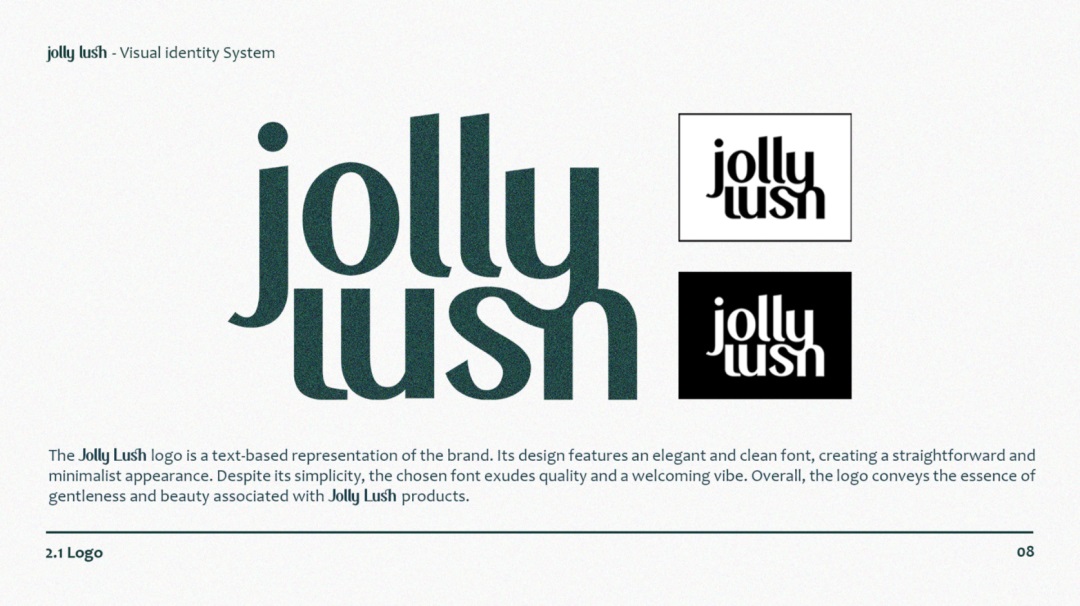 jolly lush - Visual identity System
jolly
lush
jolly
lush
jolly
lush
The Jolly Lush logo is a text-based representation of the brand. Its design features an elegant and clean font, creating a straightforward and
minimalist appearance. Despite its simplicity, the chosen font exudes quality and a welcoming vibe. Overall, the logo conveys the essence of
gentleness and beauty associated with Jolly Lush products.
2.1 Logo
08